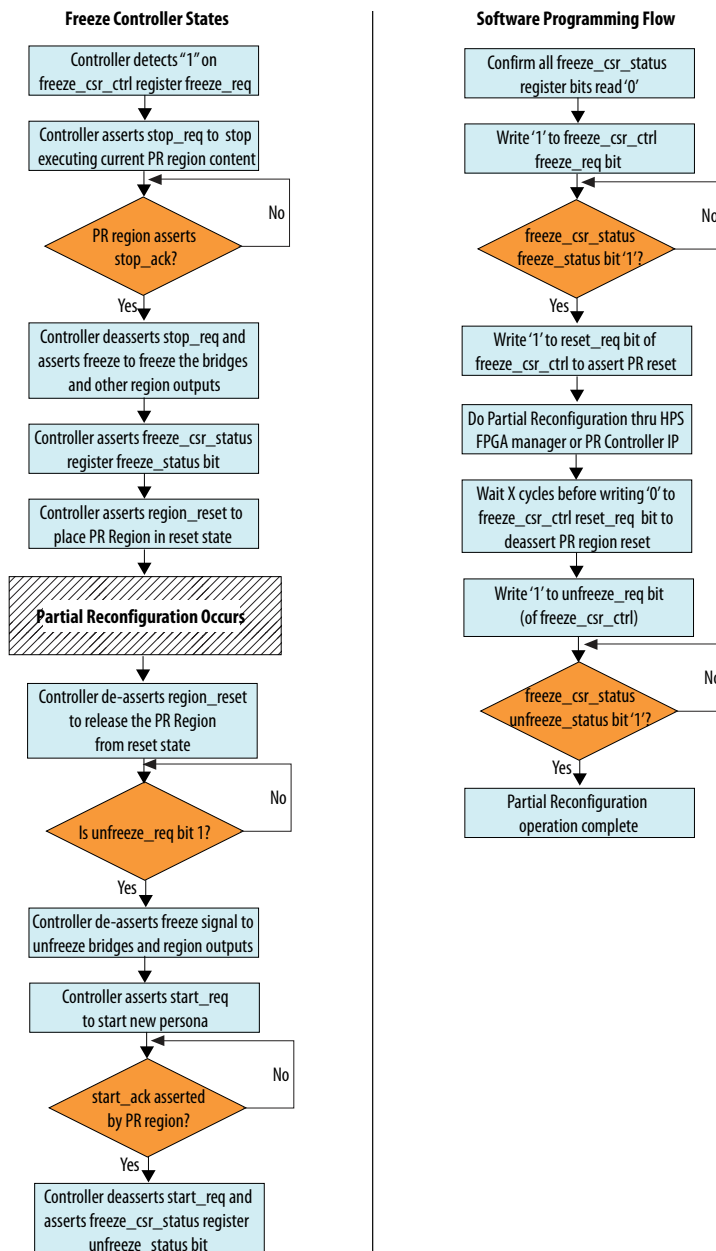 Freeze Controller States
Controller detects “1” on
freeze_csr_ctrl register freeze_req
Controller asserts stop_req to stop
executing current PR region content
No
PR region asserts
stop_ack?
Yes
Controller deasserts stop_req and
asserts freeze to freeze the bridges
and other region outputs
Controller asserts freeze_csr_status
register freeze_status bit
Controller asserts region_reset to
place PR Region in reset state
Partial Reconfiguration Occurs
Controller de-asserts region_reset
to release the PR Region
from reset state
No
Is unfreeze_req bit 1?
Yes
Controller de-asserts freeze signal to
unfreeze bridges and region outputs
Controller asserts start_req
to start new persona
No
start_ack asserted
by PR region?
Yes
Controller deasserts start_req and
asserts freeze_csr_status register
unfreeze_status bit
Software Programming Flow
Confirm all freeze_csr_status
register bits read ‘0’
Write ‘1’ to freeze_csr_ctrl
freeze_req bit
No
freeze_csr_status
freeze_status bit ‘1’?
Yes
Write ‘1’ to reset_req bit of
freeze_csr_ctrl to assert PR reset
Do Partial Reconfiguration thru HPS
FPGA manager or PR Controller IP
Wait X cycles before writing ‘0’ to
freeze_csr_ctrl reset_req bit to
deassert PR region reset
Write ‘1’ to unfreeze_req bit
(of freeze_csr_ctrl)
No
freeze_csr_status
unfreeze_status bit ‘1’?
Yes
Partial Reconfiguration
operation complete